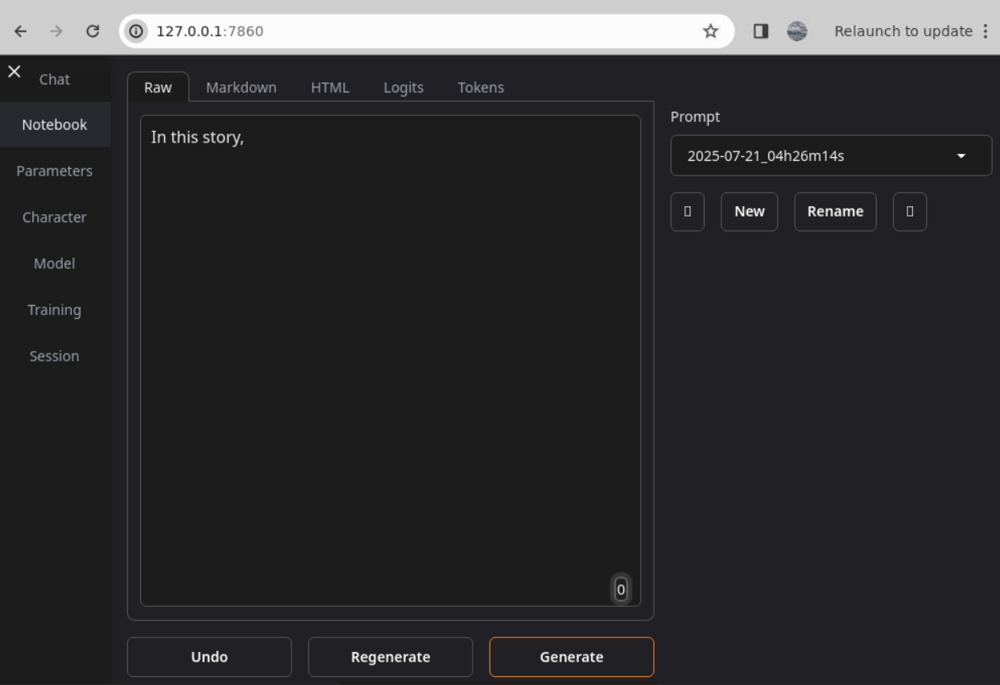 127.0.0.1:7860
Relaunch to update
Chat
Notebook
Parameters
Character
Model
Training
Session
Raw Markdown HTML Logits Tokens
In this story,
0
Undo Regenerate Generate
Prompt
2025-07-21_04h26m14s
New Rename